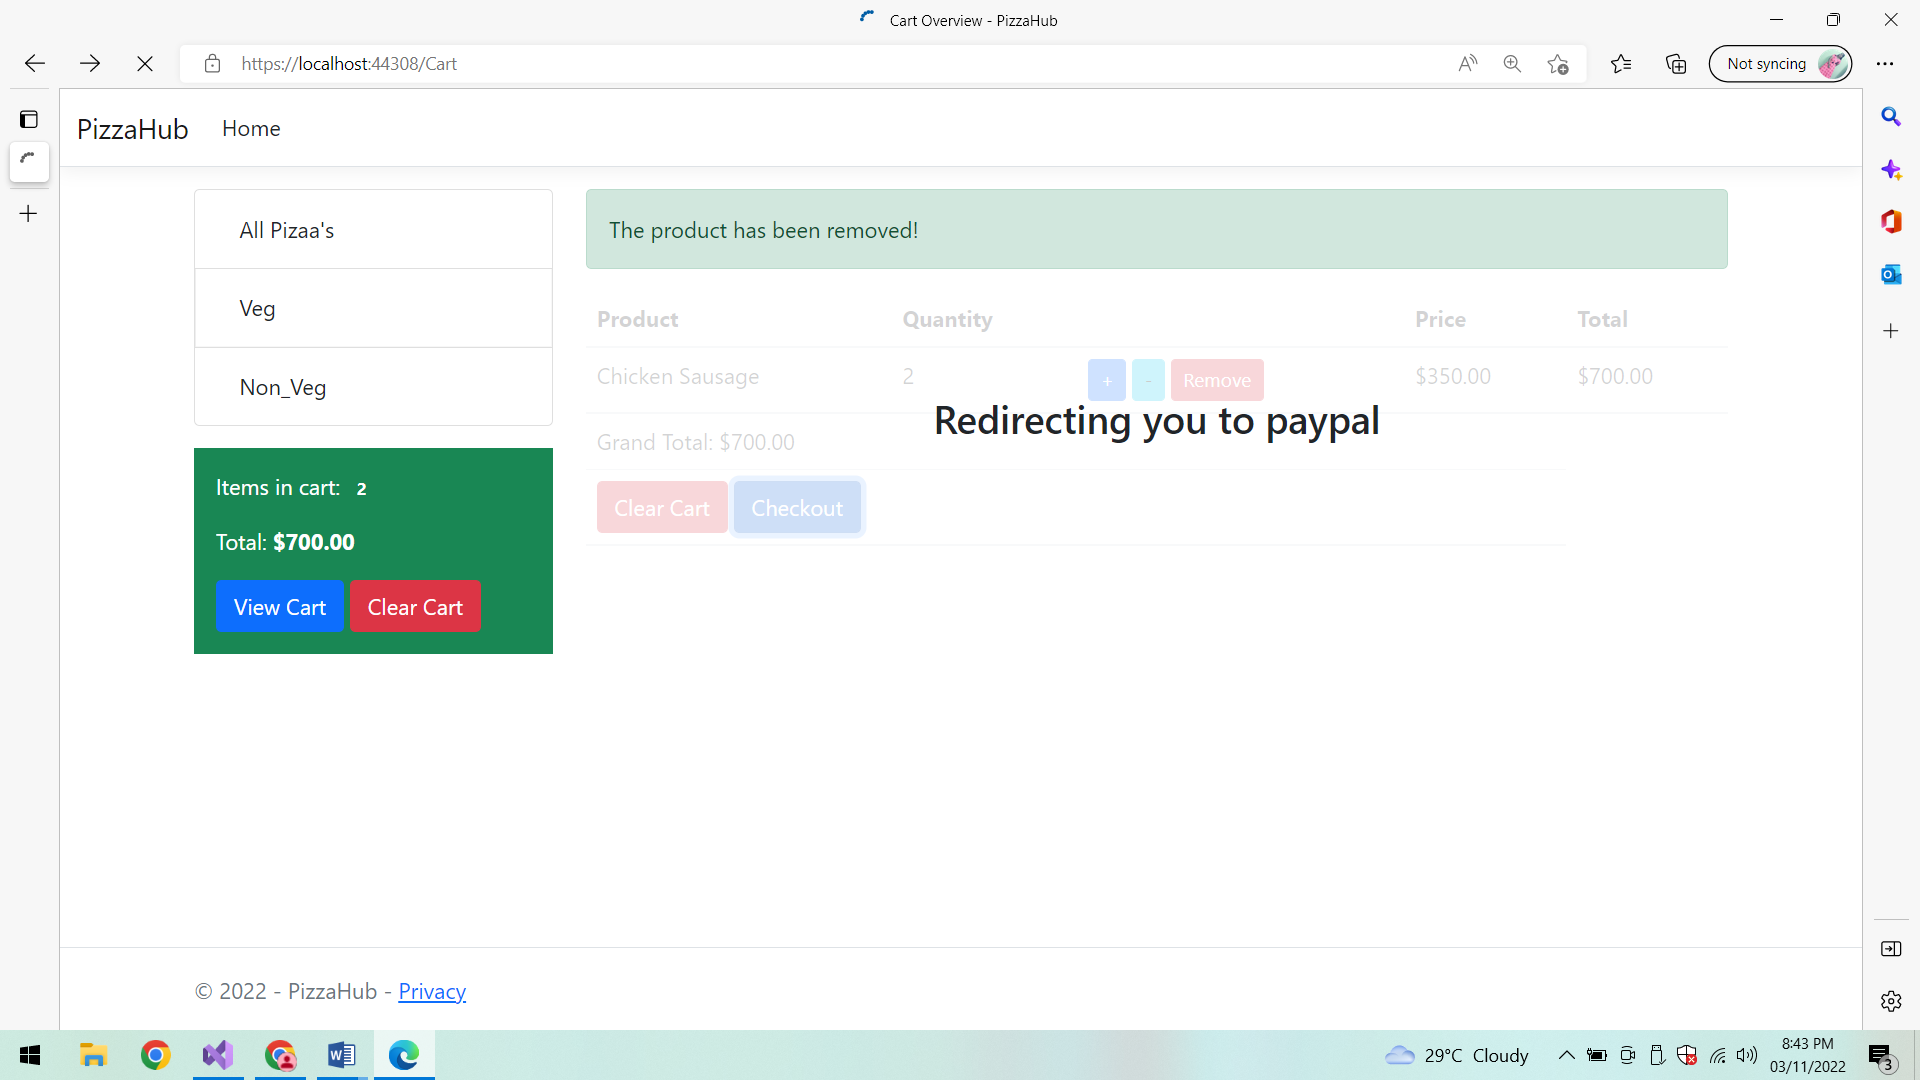 Cart Overview - PizzaHub
https://localhost:44308/Cart
Not syncing
PizzaHub Home
All Pizaa's
Veg
Non_Veg
Items in cart: 2
Total: $700.00
View Cart Clear Cart
The product has been removed!
Product Quantity Price Total
Chicken Sausage 2 + - Remove $350.00 $700.00
Redirecting you to paypal
Grand Total: $700.00
Clear Cart Checkout
© 2022 - PizzaHub - Privacy
29°C Cloudy
8:43 PM
03/11/2022
3